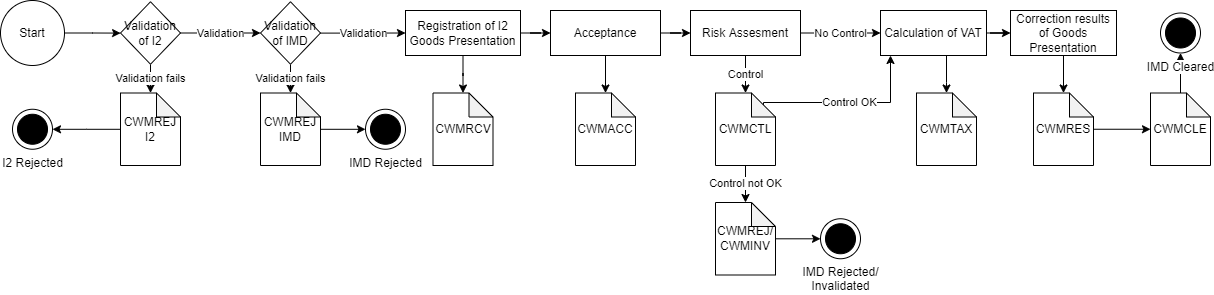 Start
Validation
of I2
Validation
Validation
of IMD
Validation
Registration of I2
Goods Presentation
Acceptance
Risk Assesment
No Control
Calculation of VAT
Correction results
of Goods
Presentation
IMD Cleared
Validation fails
Validation fails
Control
Control OK
I2 Rejected
CWMREJ
I2
CWMREJ
IMD
IMD Rejected
CWMRCV
CWMACC
CWMCTL
CWMTAX
CWMRES
CWMCLE
Control not OK
CWMREJ/
CWMINV
IMD Rejected/
Invalidated